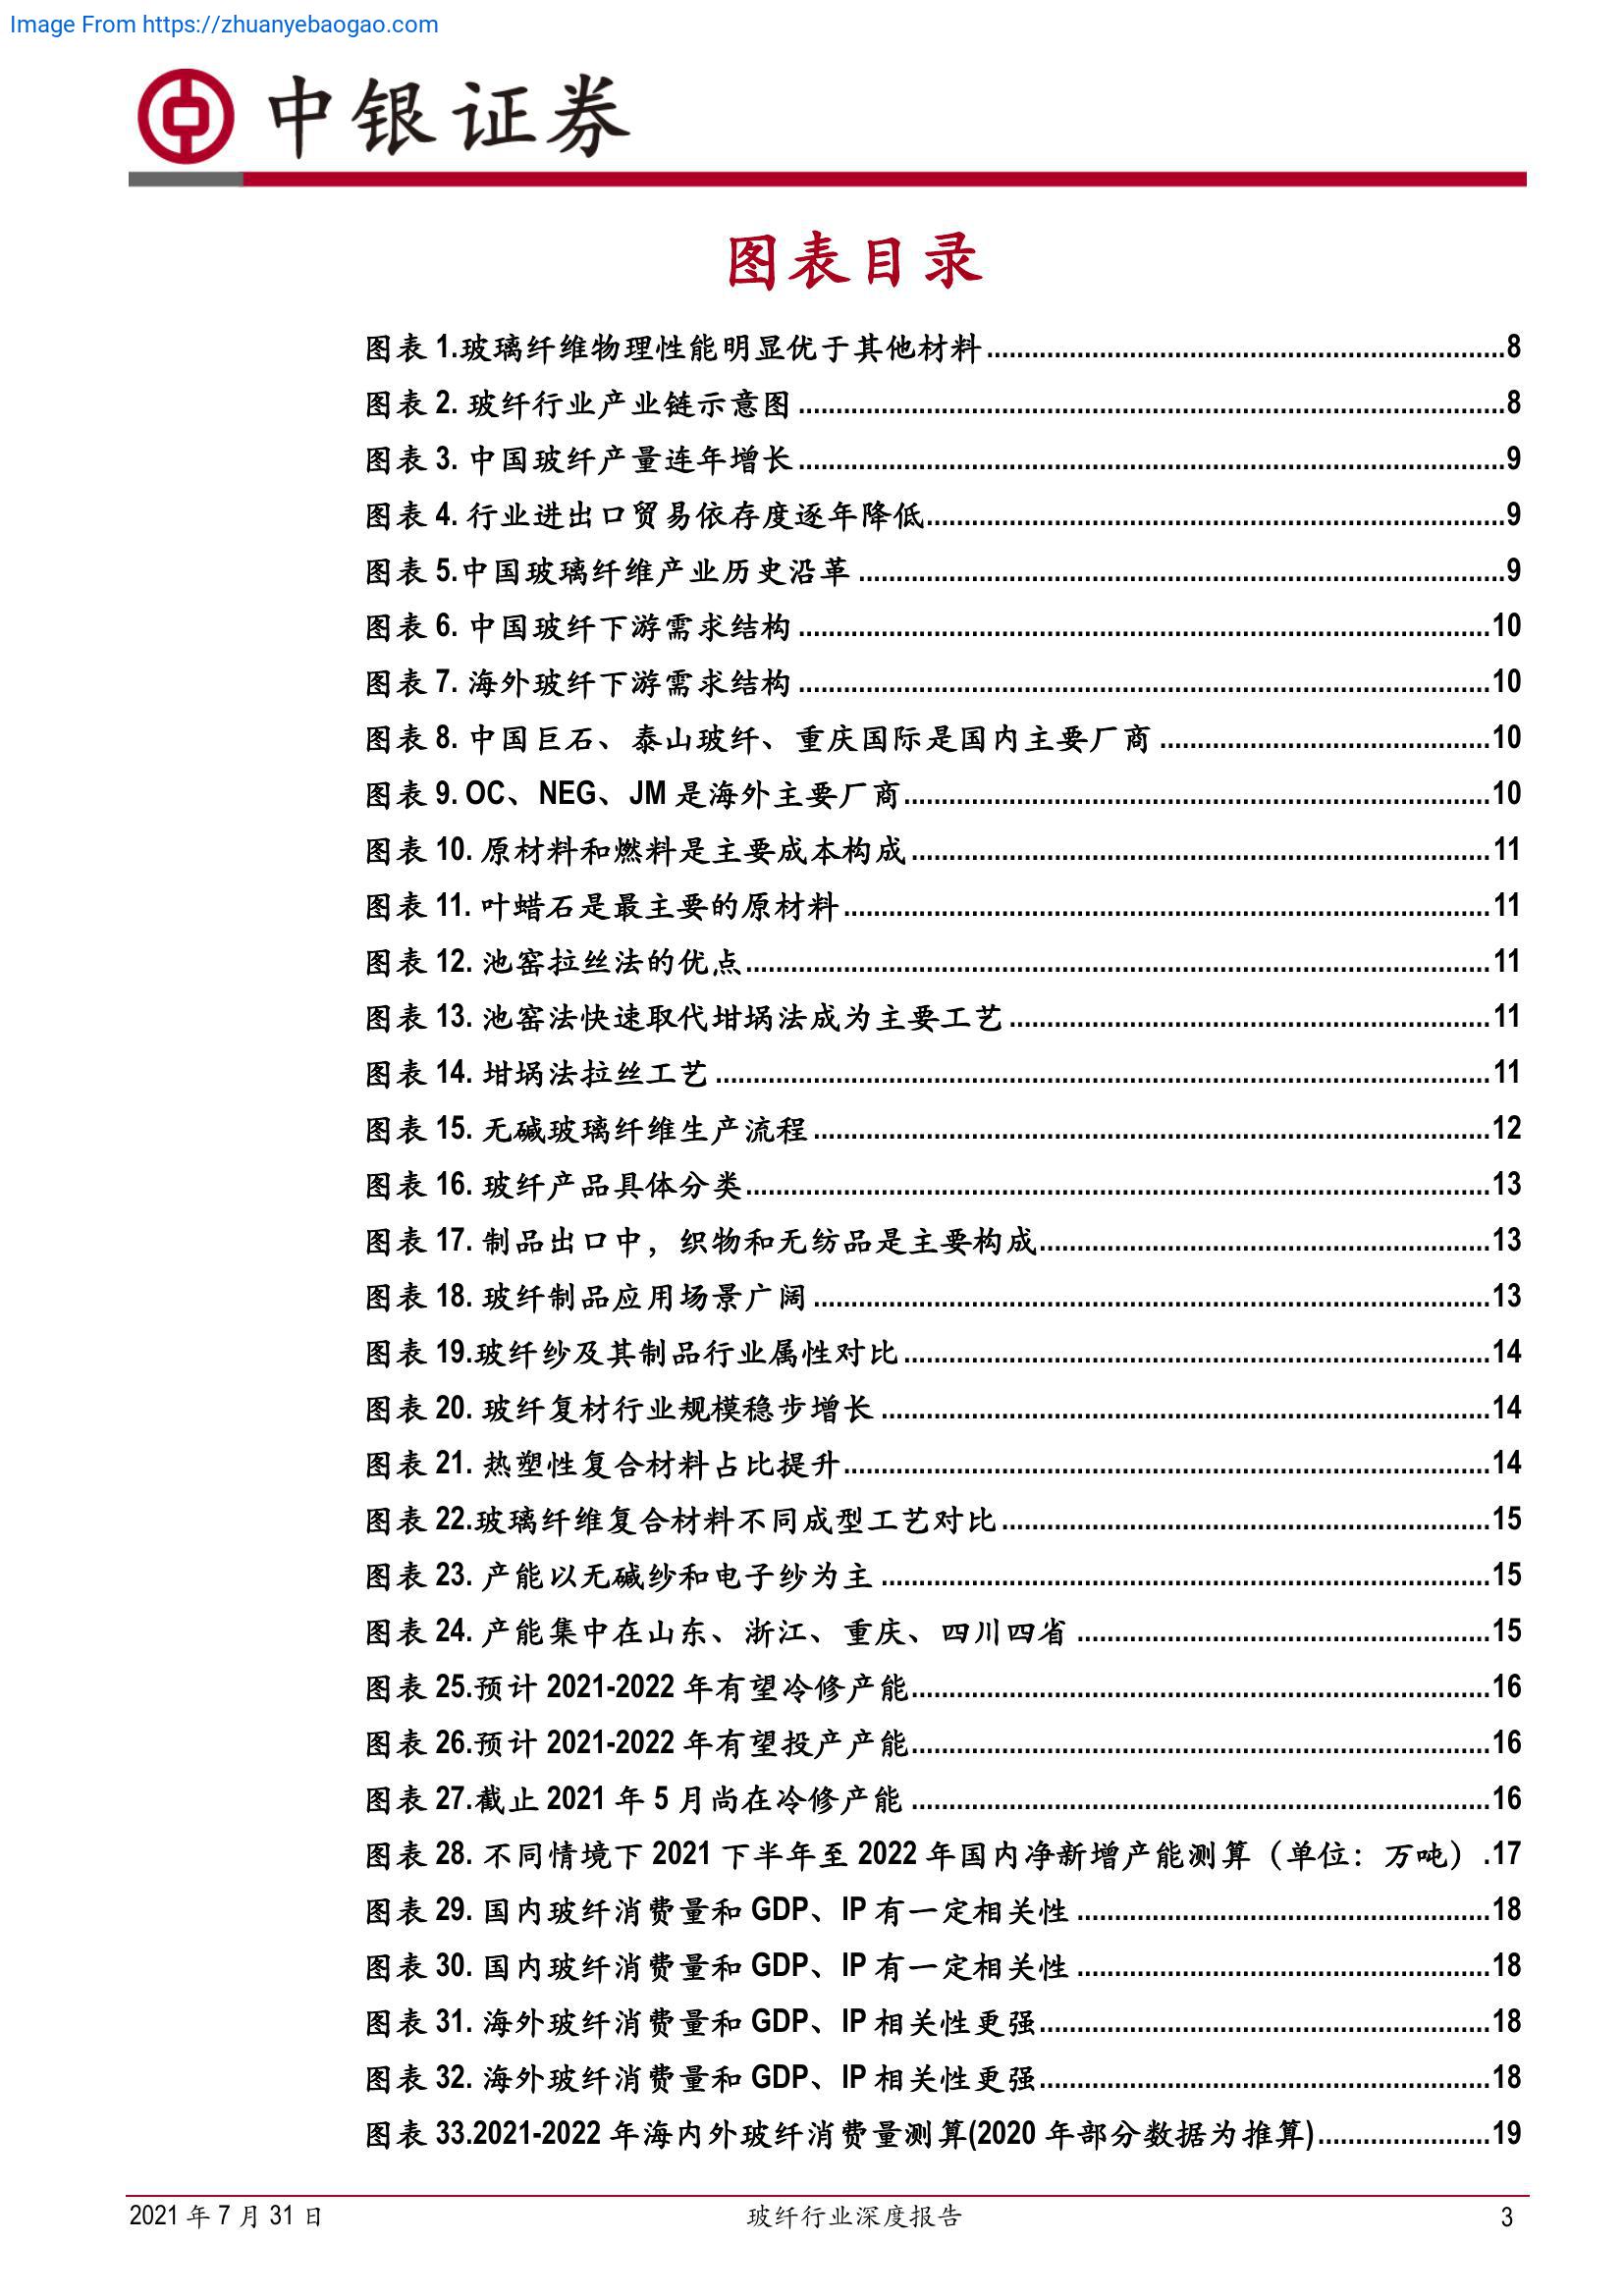 Image From https://zhuanyebaogao.com
中银证券
图表目录
图表 1.玻璃纤维物理性能明显优于其他材料......................................................................8
图表 2. 玻纤行业产业链示意图 ...............................................................................................8
图表 3. 中国玻纤产量连年增长...............................................................................................9
图表 4. 行业进出口贸易依存度逐年降低..............................................................................9
图表 5.中国玻璃纤维产业历史沿革 .......................................................................................9
图表 6. 中国玻纤下游需求结构 .............................................................................................10
图表 7. 海外玻纤下游需求结构 .............................................................................................10
图表 8. 中国巨石、泰山玻纤、重庆国际是国内主要厂商 ............................................10
图表 9. OC、NEG、JM 是海外主要厂商...............................................................................10
图表 10. 原材料和燃料是主要成本构成..............................................................................11
图表 11. 叶蜡石是最主要的原材料.......................................................................................11
图表 12. 池窑拉丝法的优点....................................................................................................11
图表 13. 池窑法快速取代坩埚法成为主要工艺 ................................................................11
图表 14. 坩埚法拉丝工艺 ........................................................................................................11
图表 15. 无碱玻璃纤维生产流程 ...........................................................................................12
图表 16. 玻纤产品具体分类....................................................................................................13
图表 17. 制品出口中，织物和无纺品是主要构成.............................................................13
图表 18. 玻纤制品应用场景广阔 ...........................................................................................13
图表 19.玻纤纱及其制品行业属性对比...............................................................................14
图表 20. 玻纤复材行业规模稳步增长 ..................................................................................14
图表 21. 热塑性复合材料占比提升.......................................................................................14
图表 22.玻璃纤维复合材料不同成型工艺对比 ..................................................................15
图表 23. 产能以无碱纱和电子纱为主 ..................................................................................15
图表 24. 产能集中在山东、浙江、重庆、四川四省 ........................................................15
图表 25.预计 2021-2022 年有望冷修产能..............................................................................16
图表 26.预计 2021-2022 年有望投产产能..............................................................................16
图表 27.截止 2021 年 5 月尚在冷修产能 ..............................................................................16
图表 28. 不同情境下 2021 下半年至 2022 年国内净新增产能测算（单位：万吨）.17
图表 29. 国内玻纤消费量和 GDP、IP 有一定相关性 ........................................................18
图表 30. 国内玻纤消费量和 GDP、IP 有一定相关性 ........................................................18
图表 31. 海外玻纤消费量和 GDP、IP 相关性更强.............................................................18
图表 32. 海外玻纤消费量和 GDP、IP 相关性更强.............................................................18
图表 33.2021-2022 年海内外玻纤消费量测算(2020 年部分数据为推算).......................19
2021 年 7 月 31 日 玻纤行业深度报告 3